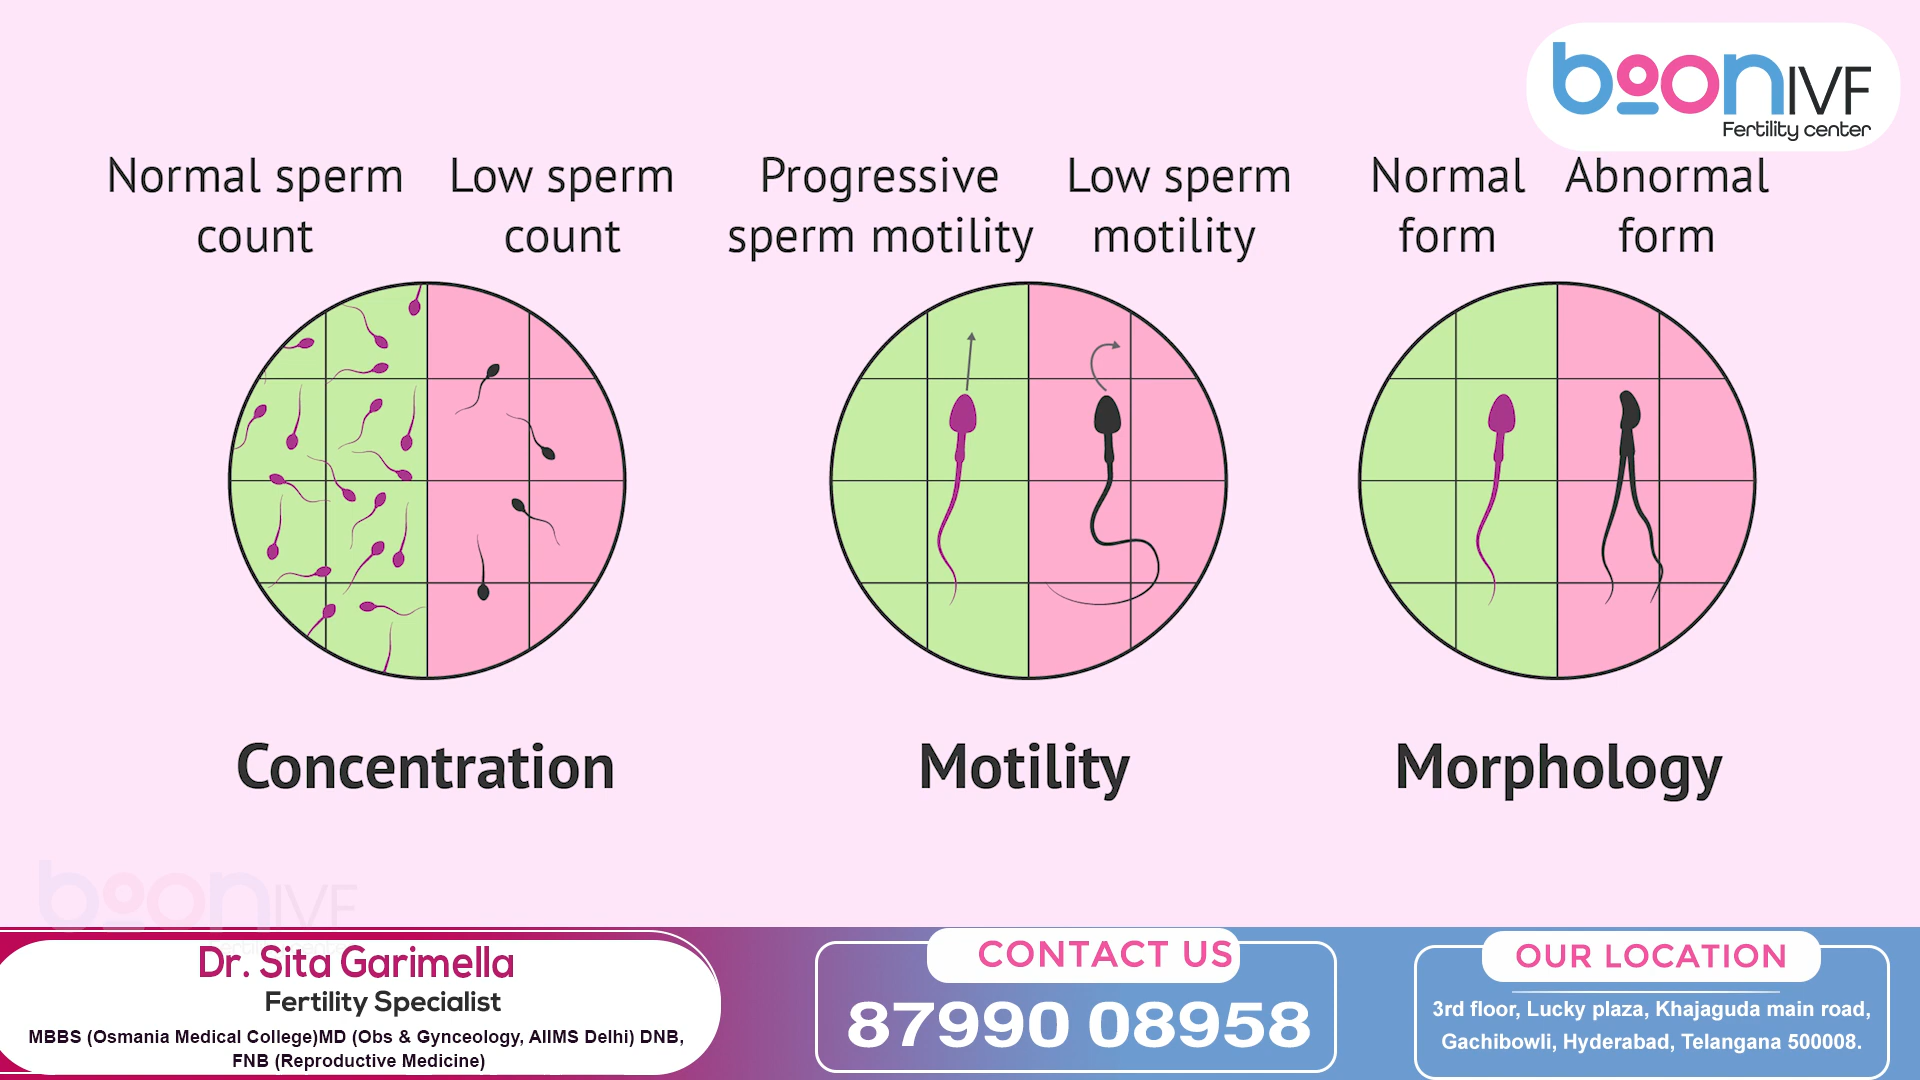 boonIVF
Fertility center
Normal sperm
count
Low sperm
count
Progressive
sperm motility
Low sperm
motility
Normal
form
Abnormal
form
Concentration
Motility
Morphology
boonIVF
Dr. Sita Garimella
Fertility Specialist
MBBS (Osmania Medical College)MD (Obs & Gynceology, AIIMS Delhi) DNB,
FNB (Reproductive Medicine)
CONTACT US
87990 08958
OUR LOCATION
3rd floor, Lucky plaza, Khajaguda main road,
Gachibowli, Hyderabad, Telangana 500008.